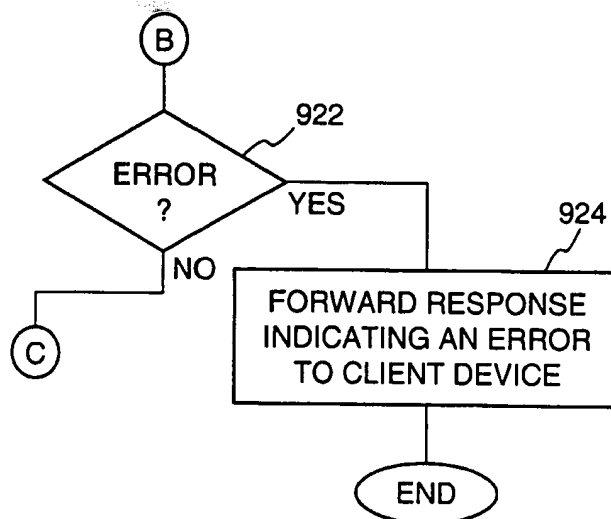 B
922
ERROR
?
YES
924
NO
FORWARD RESPONSE
INDICATING AN ERROR
TO CLIENT DEVICE
C
END